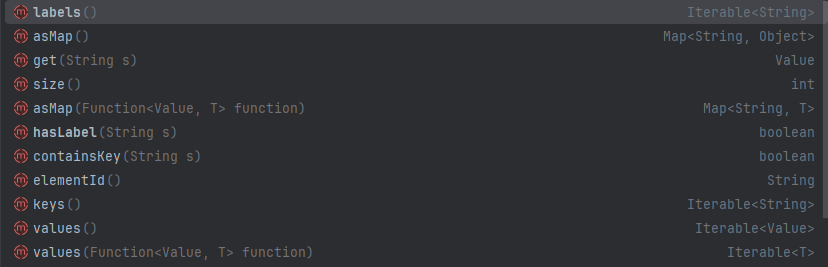 labels() Iterable<String>
asMap() Map<String, Object>
get(String s) Value
size() int
asMap(Function<Value, T> function) Map<String, T>
hasLabel(String s) boolean
containsKey(String s) boolean
elementId() String
keys() Iterable<String>
values() Iterable<Value>
values(Function<Value, T> function) Iterable<T>